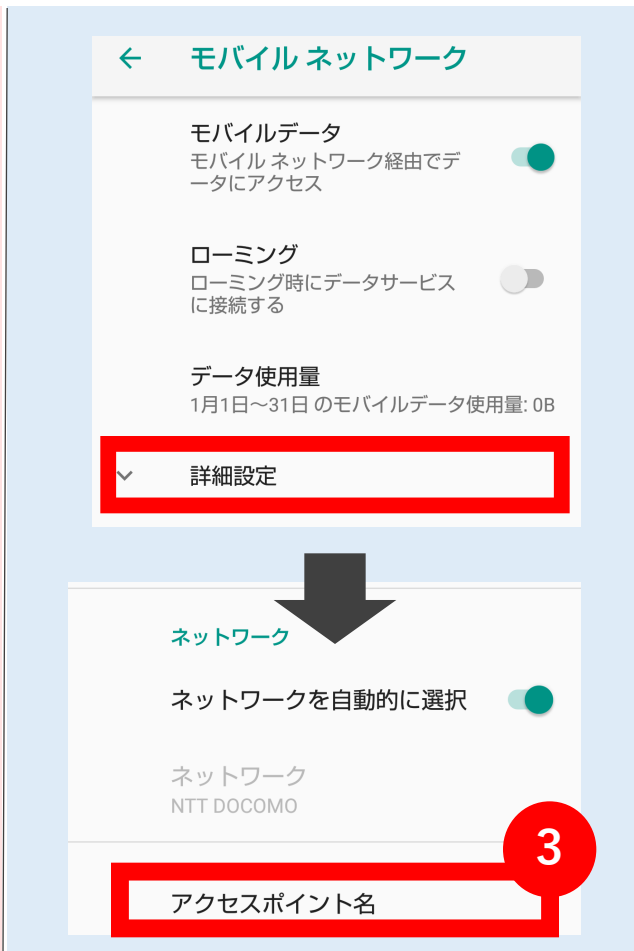 モバイル ネットワーク
モバイルデータ
モバイル ネットワーク経由でデ
ータにアクセス
ローミング
ローミング時にデータサービス
に接続する
データ使用量
1月1日～31日 のモバイルデータ使用量: 0B
詳細設定
ネットワーク
ネットワークを自動的に選択
ネットワーク
NTT DOCOMO
3
アクセスポイント名